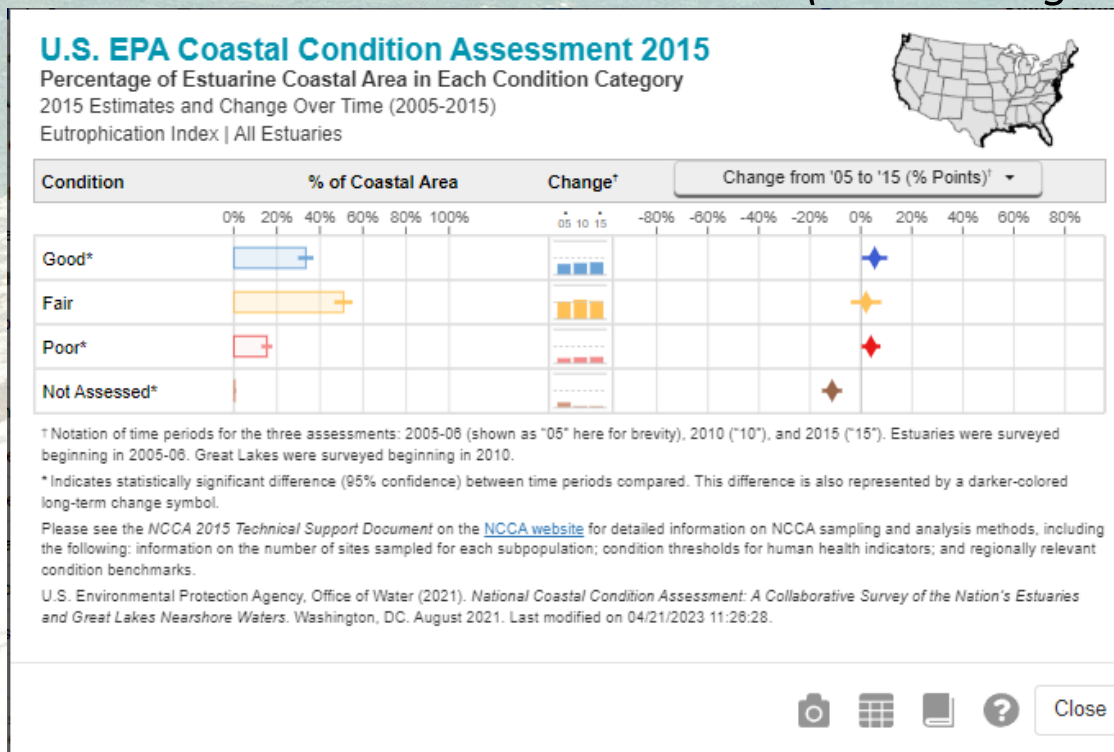 U.S. EPA Coastal Condition Assessment 2015
Percentage of Estuarine Coastal Area in Each Condition Category
2015 Estimates and Change Over Time (2005-2015)
Eutrophication Index | All Estuaries
Condition % of Coastal Area Change† Change from '05 to '15 (% Points)†
0% 20% 40% 60% 80% 100% 05 10 15 -80% -60% -40% -20% 0% 20% 40% 60% 80%
Good*
Fair
Poor*
Not Assessed*
† Notation of time periods for the three assessments: 2005-06 (shown as "05" here for brevity), 2010 ("10"), and 2015 ("15"). Estuaries were surveyed
beginning in 2005-06. Great Lakes were surveyed beginning in 2010.
* Indicates statistically significant difference (95% confidence) between time periods compared. This difference is also represented by a darker-colored
long-term change symbol.
Please see the NCCA 2015 Technical Support Document on the NCCA website for detailed information on NCCA sampling and analysis methods, including
the following: information on the number of sites sampled for each subpopulation; condition thresholds for human health indicators; and regionally relevant
condition benchmarks.
U.S. Environmental Protection Agency, Office of Water (2021). National Coastal Condition Assessment: A Collaborative Survey of the Nation's Estuaries
and Great Lakes Nearshore Waters. Washington, DC. August 2021. Last modified on 04/21/2023 11:26:28.
?
Close